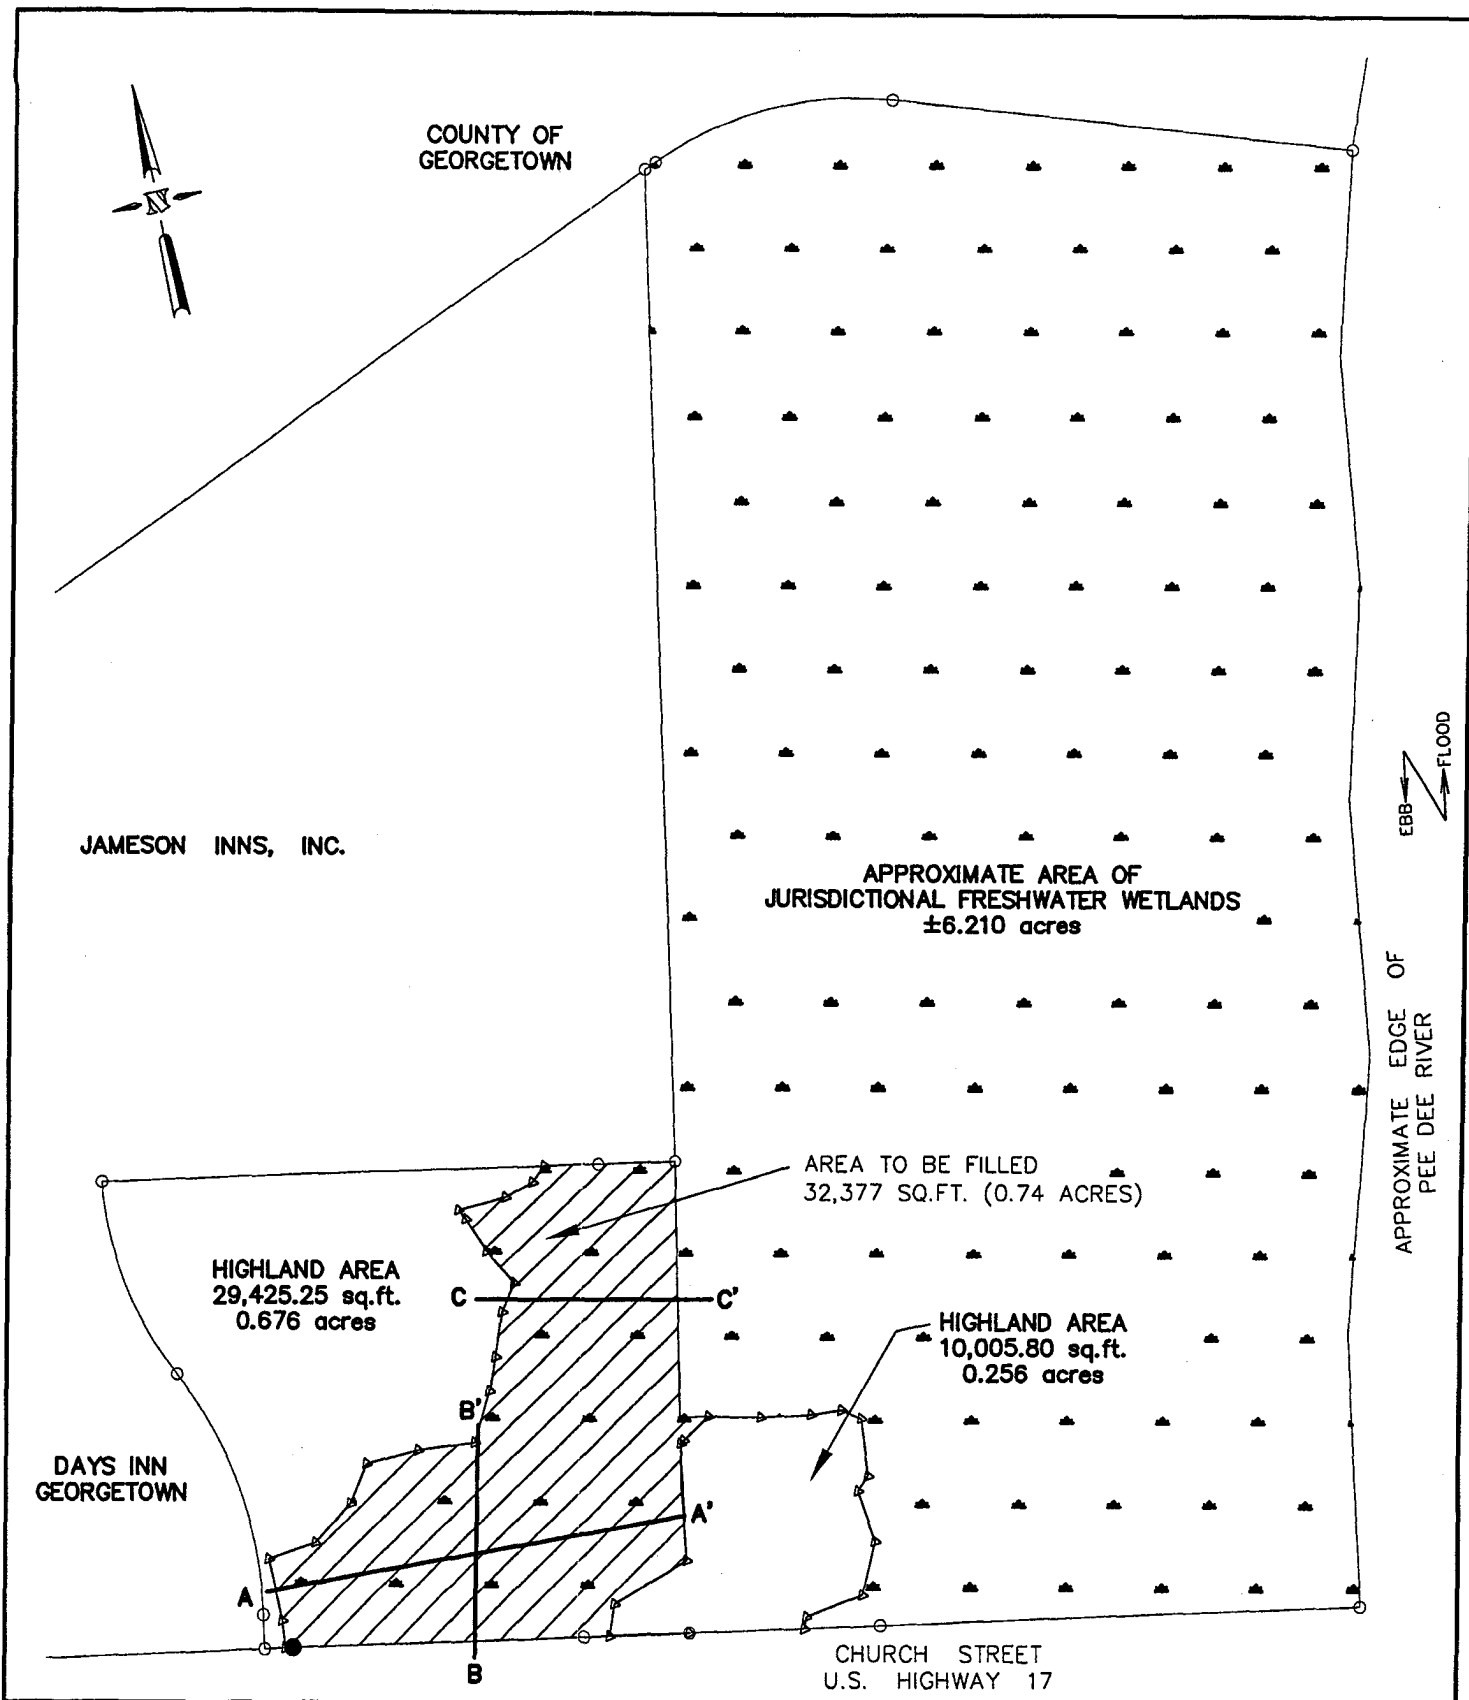 COUNTY OF
GEORGETOWN
N
JAMESON INNS, INC.
EBB
FLOOD
APPROXIMATE AREA OF
JURISDICTIONAL FRESHWATER WETLANDS
±6.210 acres
APPROXIMATE EDGE OF
PEE DEE RIVER
AREA TO BE FILLED
32,377 SQ.FT. (0.74 ACRES)
HIGHLAND AREA
29,425.25 sq.ft.
0.676 acres
C
C'
HIGHLAND AREA
10,005.80 sq.ft.
0.256 acres
B'
DAYS INN
GEORGETOWN
A'
A
B
CHURCH STREET
U.S. HIGHWAY 17